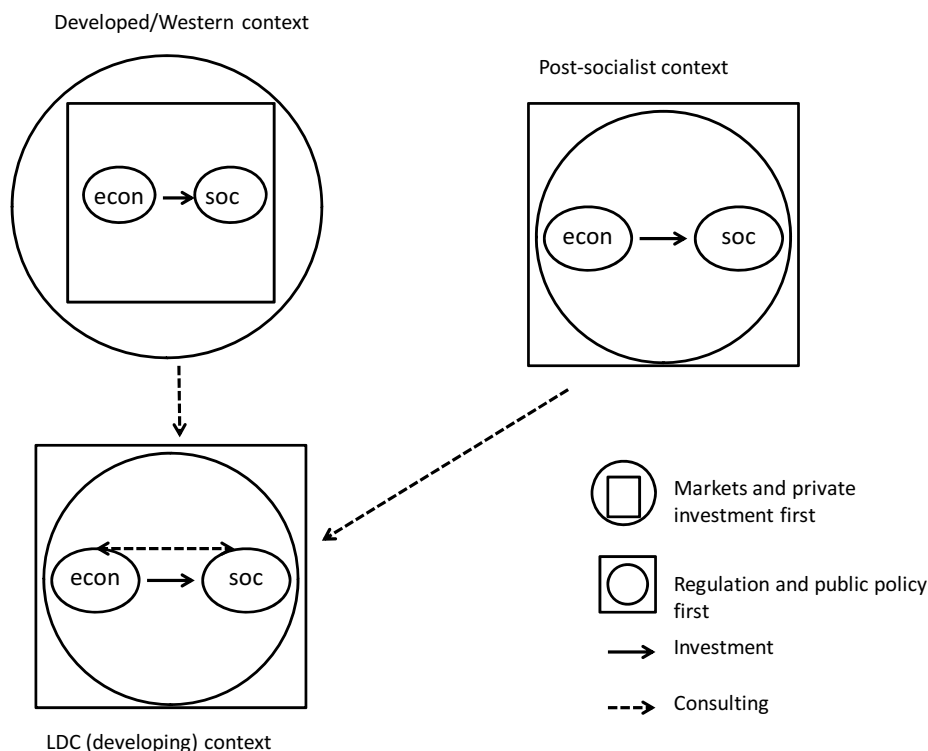 Developed/Western context
Post-socialist context
econ
soc
econ
soc
econ
soc
LDC (developing) context
Markets and private
investment first
Regulation and public policy
first
Investment
Consulting